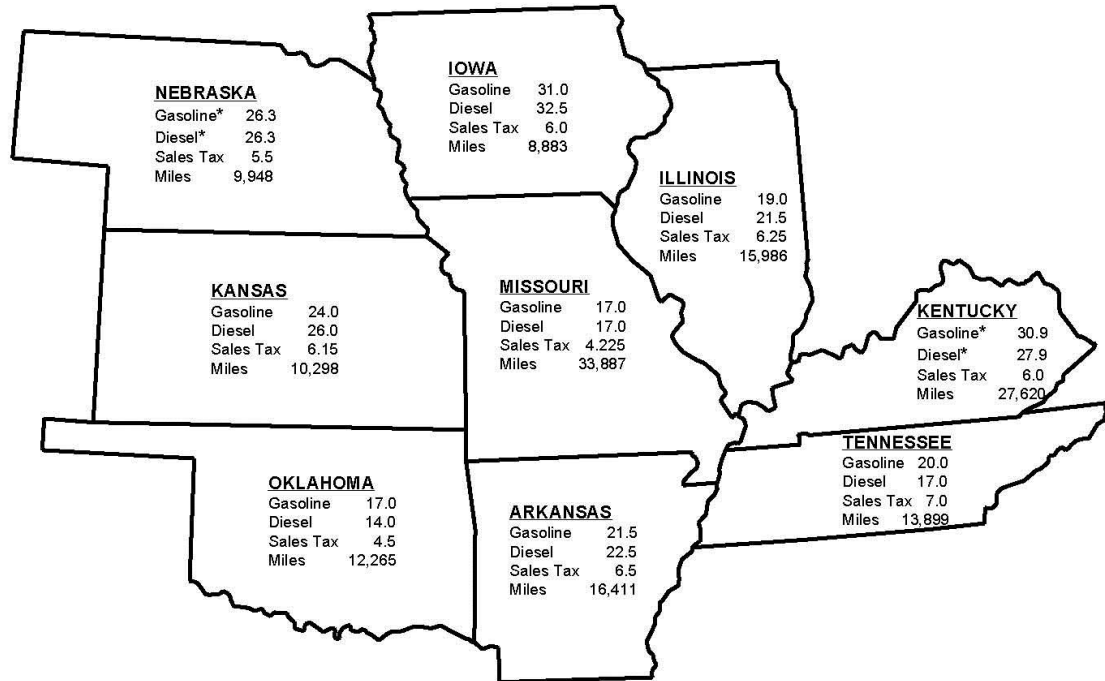 NEBRASKA
Gasoline* 26.3
Diesel* 26.3
Sales Tax 5.5
Miles 9,948
IOWA
Gasoline 31.0
Diesel 32.5
Sales Tax 6.0
Miles 8,883
ILLINOIS
Gasoline 19.0
Diesel 21.5
Sales Tax 6.25
Miles 15,986
KANSAS
Gasoline 24.0
Diesel 26.0
Sales Tax 6.15
Miles 10,298
MISSOURI
Gasoline 17.0
Diesel 17.0
Sales Tax 4.225
Miles 33,887
KENTUCKY
Gasoline* 30.9
Diesel* 27.9
Sales Tax 6.0
Miles 27,620
OKLAHOMA
Gasoline 17.0
Diesel 14.0
Sales Tax 4.5
Miles 12,265
ARKANSAS
Gasoline 21.5
Diesel 22.5
Sales Tax 6.5
Miles 16,411
TENNESSEE
Gasoline 20.0
Diesel 17.0
Sales Tax 7.0
Miles 13,899